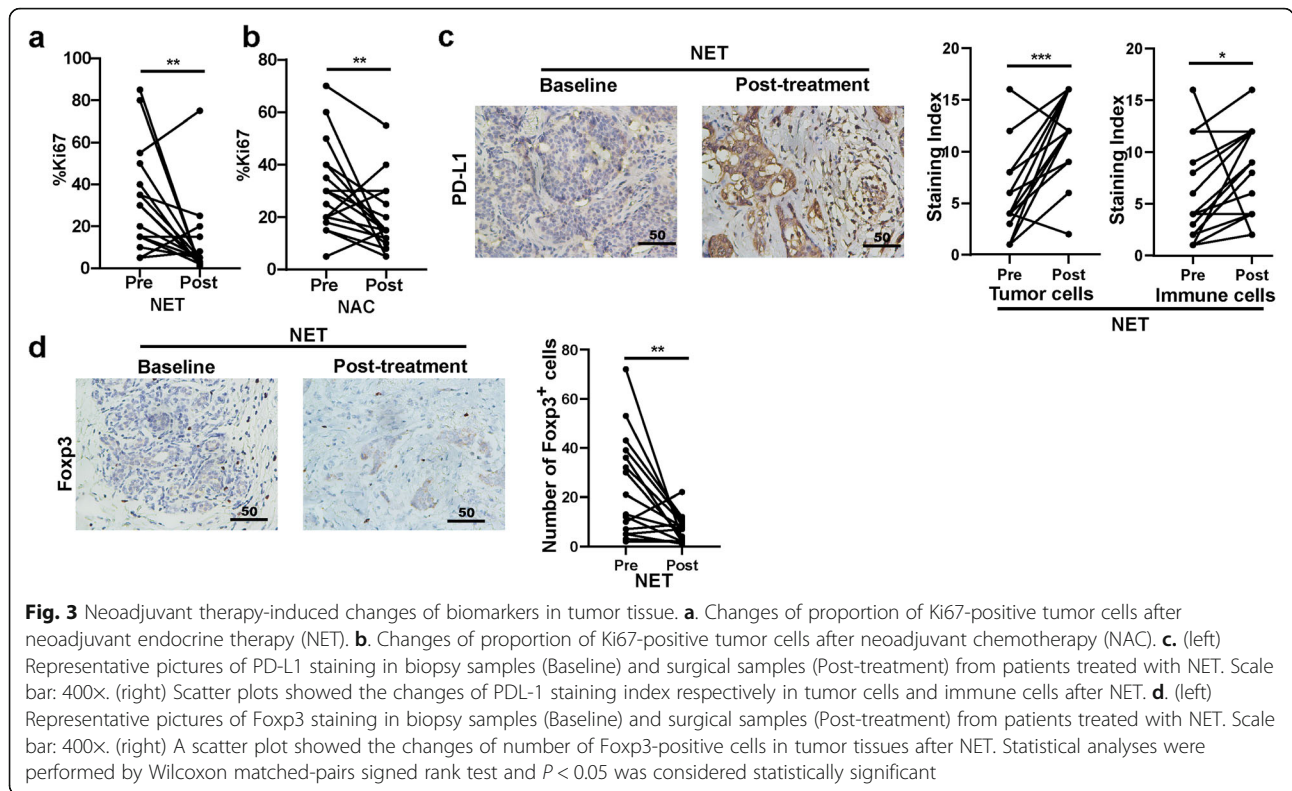 a
b
c
100
80
60
40
20
0
%Ki67
**
Pre Post
NET
80
60
40
20
0
%Ki67
**
Pre Post
NAC
NET
Baseline Post-treatment
PD-L1
50
50
20
15
10
5
0
Staining Index
***
Pre Post
Tumor cells
20
15
10
5
0
Staining Index
*
Pre Post
Immune cells
NET
d
NET
Baseline Post-treatment
Foxp3
50
50
80
60
40
20
0
Number of Foxp3+ cells
**
Pre Post
NET
Fig. 3 Neoadjuvant therapy-induced changes of biomarkers in tumor tissue. a. Changes of proportion of Ki67-positive tumor cells after
neoadjuvant endocrine therapy (NET). b. Changes of proportion of Ki67-positive tumor cells after neoadjuvant chemotherapy (NAC). c. (left)
Representative pictures of PD-L1 staining in biopsy samples (Baseline) and surgical samples (Post-treatment) from patients treated with NET. Scale
bar: 400×. (right) Scatter plots showed the changes of PDL-1 staining index respectively in tumor cells and immune cells after NET. d. (left)
Representative pictures of Foxp3 staining in biopsy samples (Baseline) and surgical samples (Post-treatment) from patients treated with NET. Scale
bar: 400×. (right) A scatter plot showed the changes of number of Foxp3-positive cells in tumor tissues after NET. Statistical analyses were
performed by Wilcoxon matched-pairs signed rank test and P < 0.05 was considered statistically significant